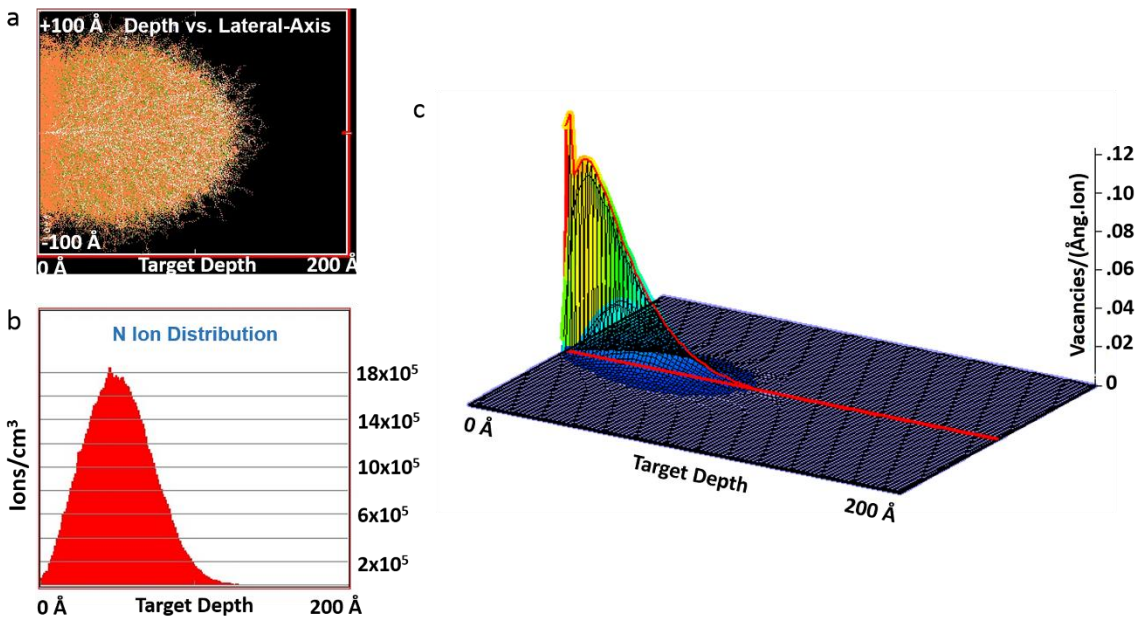 a
+100 Å Depth vs. Lateral-Axis
-100 Å
0 Å Target Depth 200 Å
b
N Ion Distribution
Ions/cm³
18x10⁵
14x10⁵
10x10⁵
6x10⁵
2x10⁵
0 Å Target Depth 200 Å
c
Vacancies/(Ång.Ion)
.12
.10
.08
.06
.04
.02
0
0 Å
Target Depth
200 Å